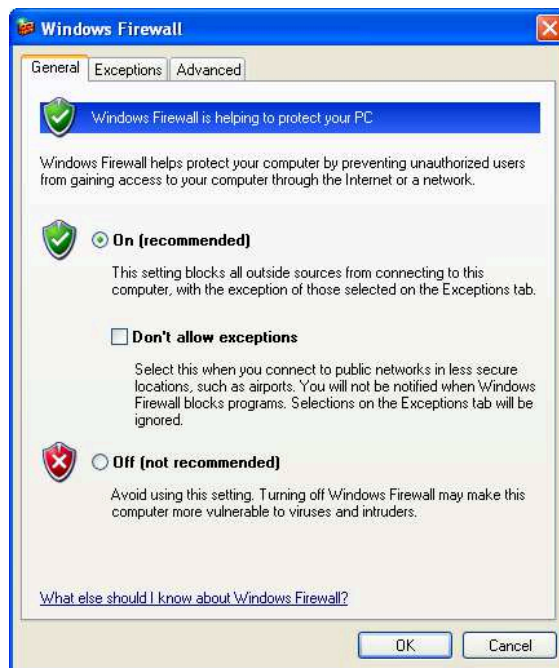 Windows Firewall
General
Exceptions
Advanced
Windows Firewall is helping to protect your PC
Windows Firewall helps protect your computer by preventing unauthorized users
from gaining access to your computer through the Internet or a network.
On (recommended)
This setting blocks all outside sources from connecting to this
computer, with the exception of those selected on the Exceptions tab.
Don't allow exceptions
Select this when you connect to public networks in less secure
locations, such as airports. You will not be notified when Windows
Firewall blocks programs. Selections on the Exceptions tab will be
ignored.
Off (not recommended)
Avoid using this setting. Turning off Windows Firewall may make this
computer more vulnerable to viruses and intruders.
What else should I know about Windows Firewall?
OK
Cancel